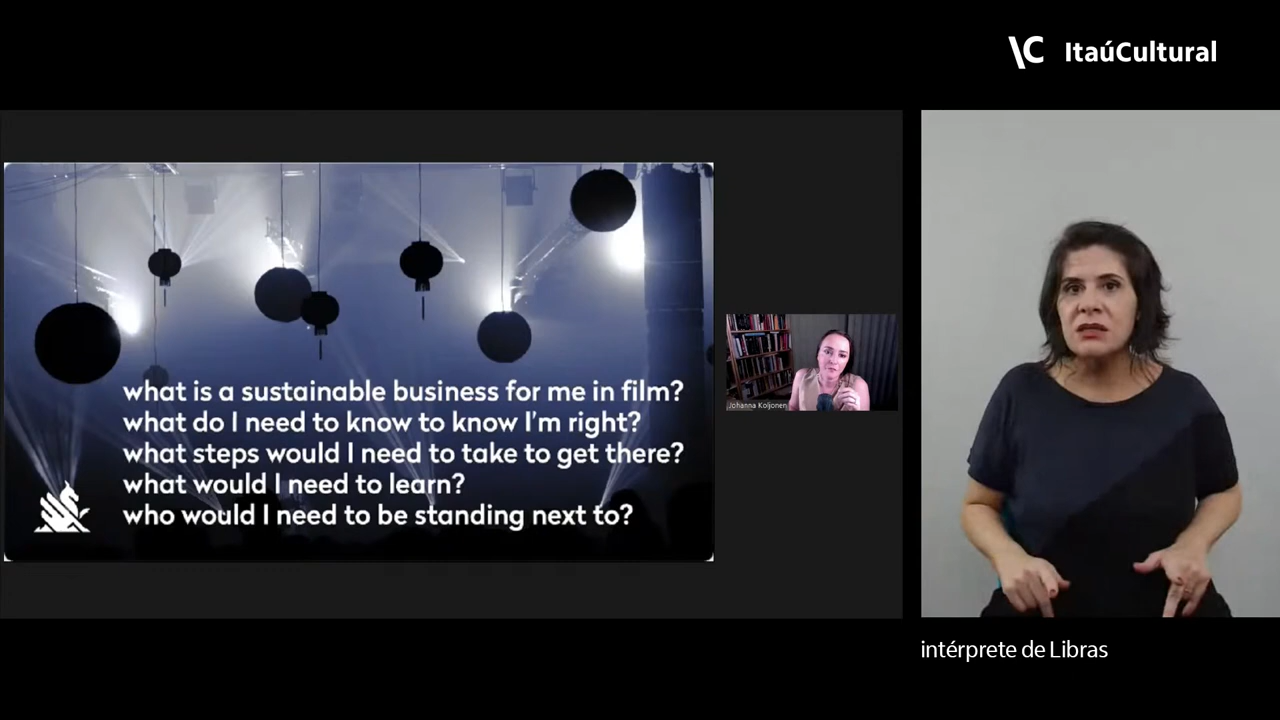 \C ItaúCultural
what is a sustainable business for me in film?
what do I need to know to know I'm right?
what steps would I need to take to get there?
what would I need to learn?
who would I need to be standing next to?
Johanna Koljonen
intérprete de Libras